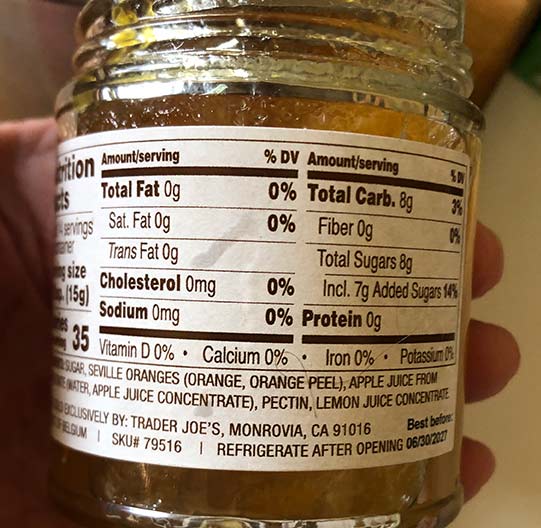 Amount/serving % DV Amount/serving % DV
Total Fat 0g 0% Total Carb. 8g 3%
Sat. Fat 0g 0% Fiber 0g 0%
Trans Fat 0g Total Sugars 8g
Cholesterol 0mg 0% Incl. 7g Added Sugars 14%
(15g)
Sodium 0mg 0% Protein 0g
35
Vitamin D 0% • Calcium 0% • Iron 0% • Potassium 0%
SUGAR, SEVILLE ORANGES (ORANGE, ORANGE PEEL), APPLE JUICE FROM
(WATER, APPLE JUICE CONCENTRATE), PECTIN, LEMON JUICE CONCENTRATE.
EXCLUSIVELY BY: TRADER JOE'S, MONROVIA, CA 91016 Best before:
OF BELGIUM | SKU# 79516 | REFRIGERATE AFTER OPENING 06/30/2027